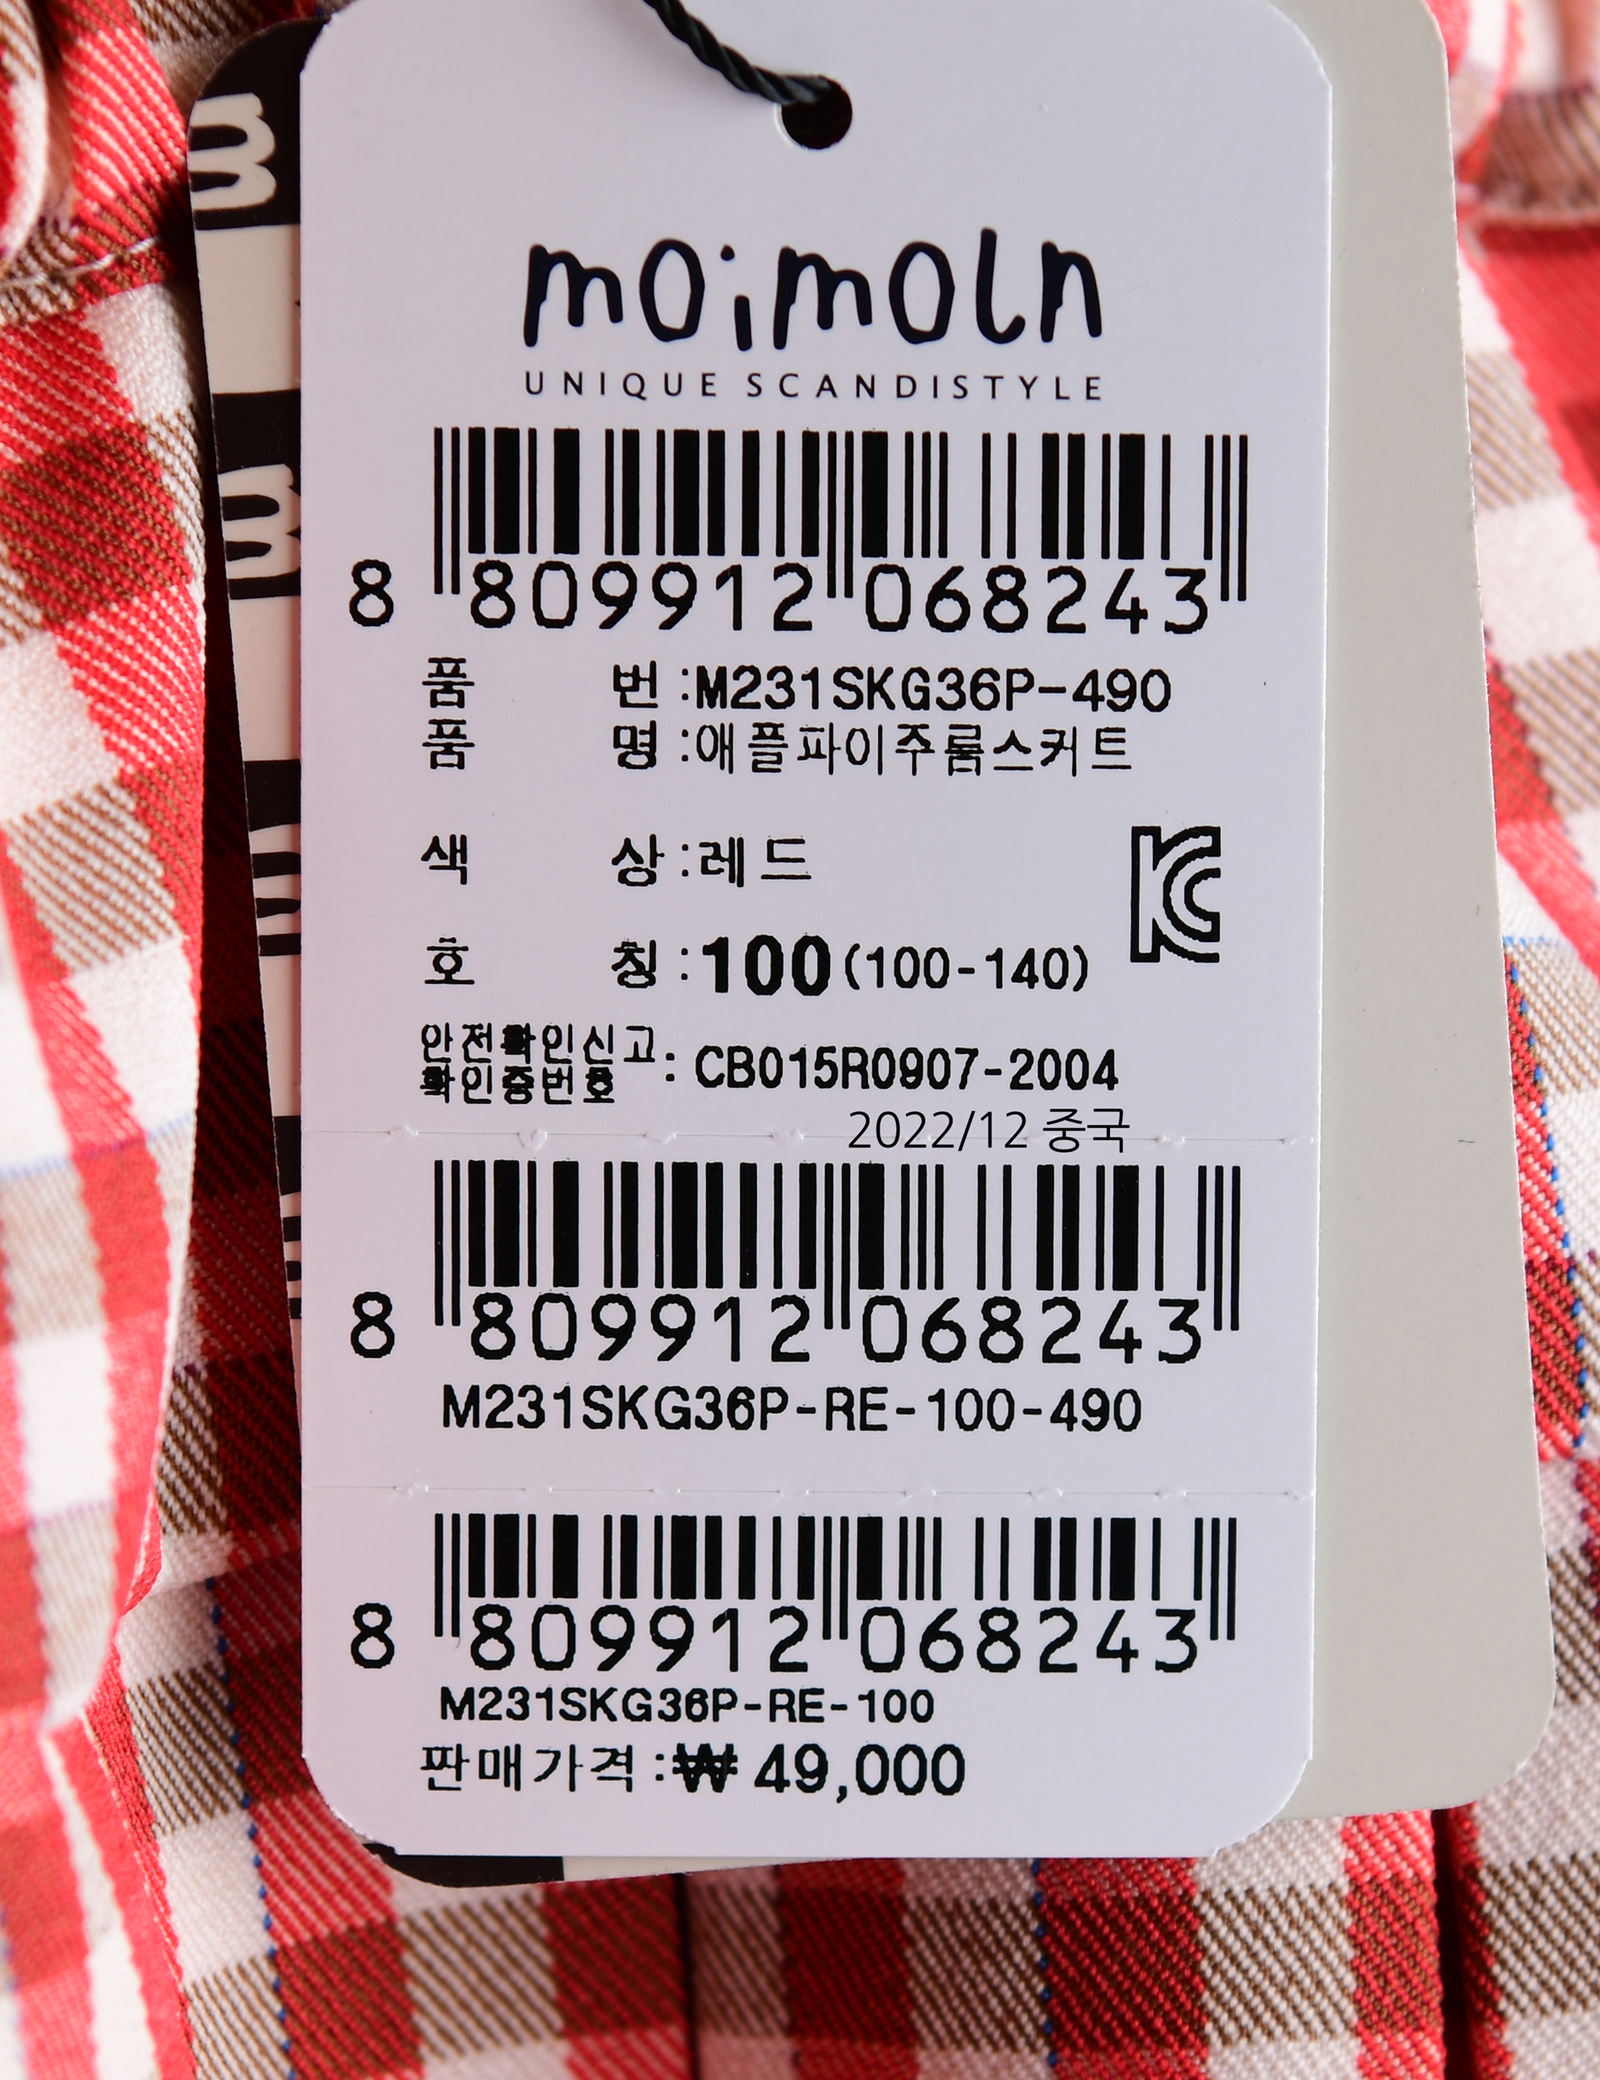 moimoln
UNIQUE SCANDISTYLE
8 809912 068243
품 번 :M231SKG36P-490
품 명 :애플파이주룸스커트
색 상 :레드
호 칭 :100(100-140)
안전확인신고
확인증번호 : CB015R0907-2004
2022/12 중국
8 809912 068243
M231SKG36P-RE-100-490
8 809912 068243
M231SKG36P-RE-100
판매가격 :₩ 49,000